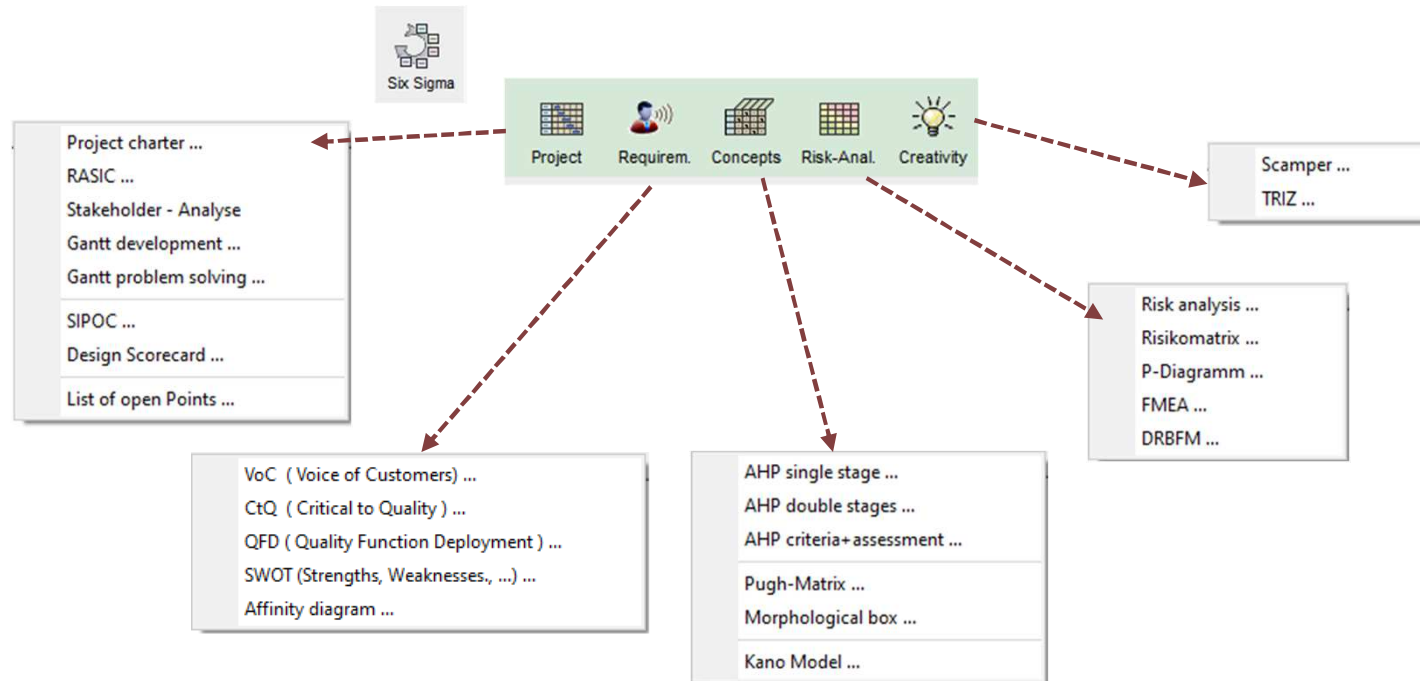 Six Sigma
Project
Requirem.
Concepts
Risk-Anal.
Creativity
Project charter ...
RASIC ...
Stakeholder - Analyse
Gantt development ...
Gantt problem solving ...
SIPOC ...
Design Scorecard ...
List of open Points ...
VoC ( Voice of Customers) ...
CtQ ( Critical to Quality ) ...
QFD ( Quality Function Deployment ) ...
SWOT (Strengths, Weaknesses., ...) ...
Affinity diagram ...
AHP single stage ...
AHP double stages ...
AHP criteria+assessment ...
Pugh-Matrix ...
Morphological box ...
Kano Model ...
Risk analysis ...
Risikomatrix ...
P-Diagramm ...
FMEA ...
DRBFM ...
Scamper ...
TRIZ ...